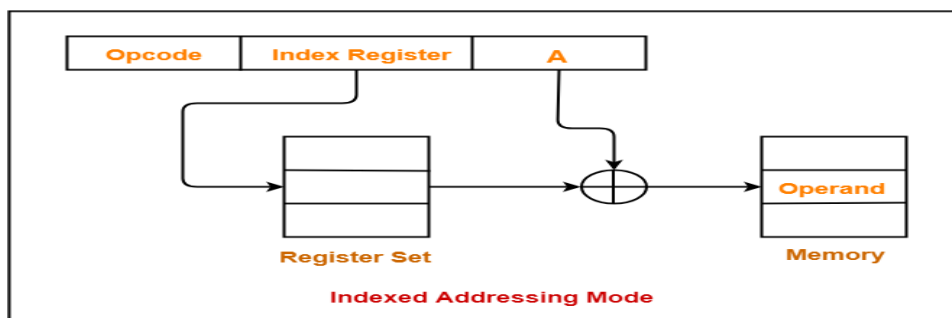 Opcode
Index Register
A
Operand
Register Set
Memory
Indexed Addressing Mode